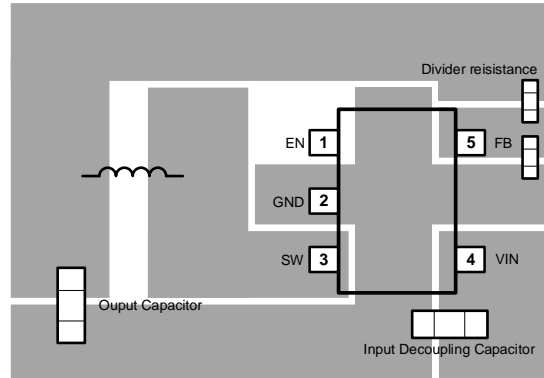 Divider reisistance
EN 1
5 FB
GND 2
SW 3
4 VIN
Ouput Capacitor
Input Decoupling Capacitor